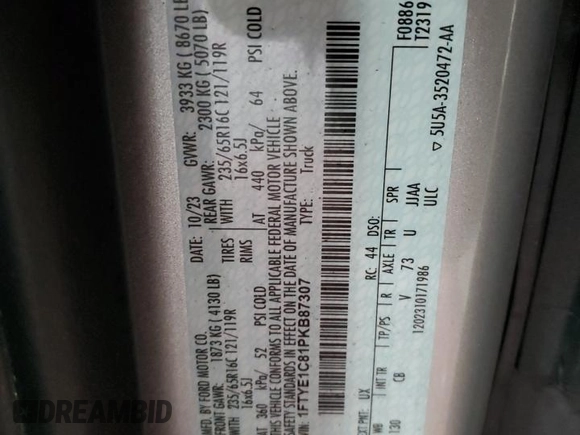 MFD. BY FORD MOTOR CO.
DATE: 10/23 GVWR: 3933 KG ( 8670 LB
FRONT GAWR: 1873 KG ( 4130 LB) REAR GAWR: 2300 KG ( 5070 LB)
WITH 235/65R16C 121/119R TIRES WITH 235/65R16C 121/119R
16x6.5J RIMS 16x6.5J
AT 360 kPa/ 52 PSI COLD AT 440 kPa/ 64 PSI COLD
THIS VEHICLE CONFORMS TO ALL APPLICABLE FEDERAL MOTOR VEHICLE
SAFETY STANDARDS IN EFFECT ON THE DATE OF MANUFACTURE SHOWN ABOVE.
VIN: 1FTYE1C81PKB87307 TYPE: Truck
F0886
T2319
EXT PNT: UX RC: 44 DSO:
WB INT TR TP/PS R AXLE TR SPR
130 CB V 73 U JJAA
ULC
1202310171986 ▽ 5U5A-3520472-AA
DREAMBID